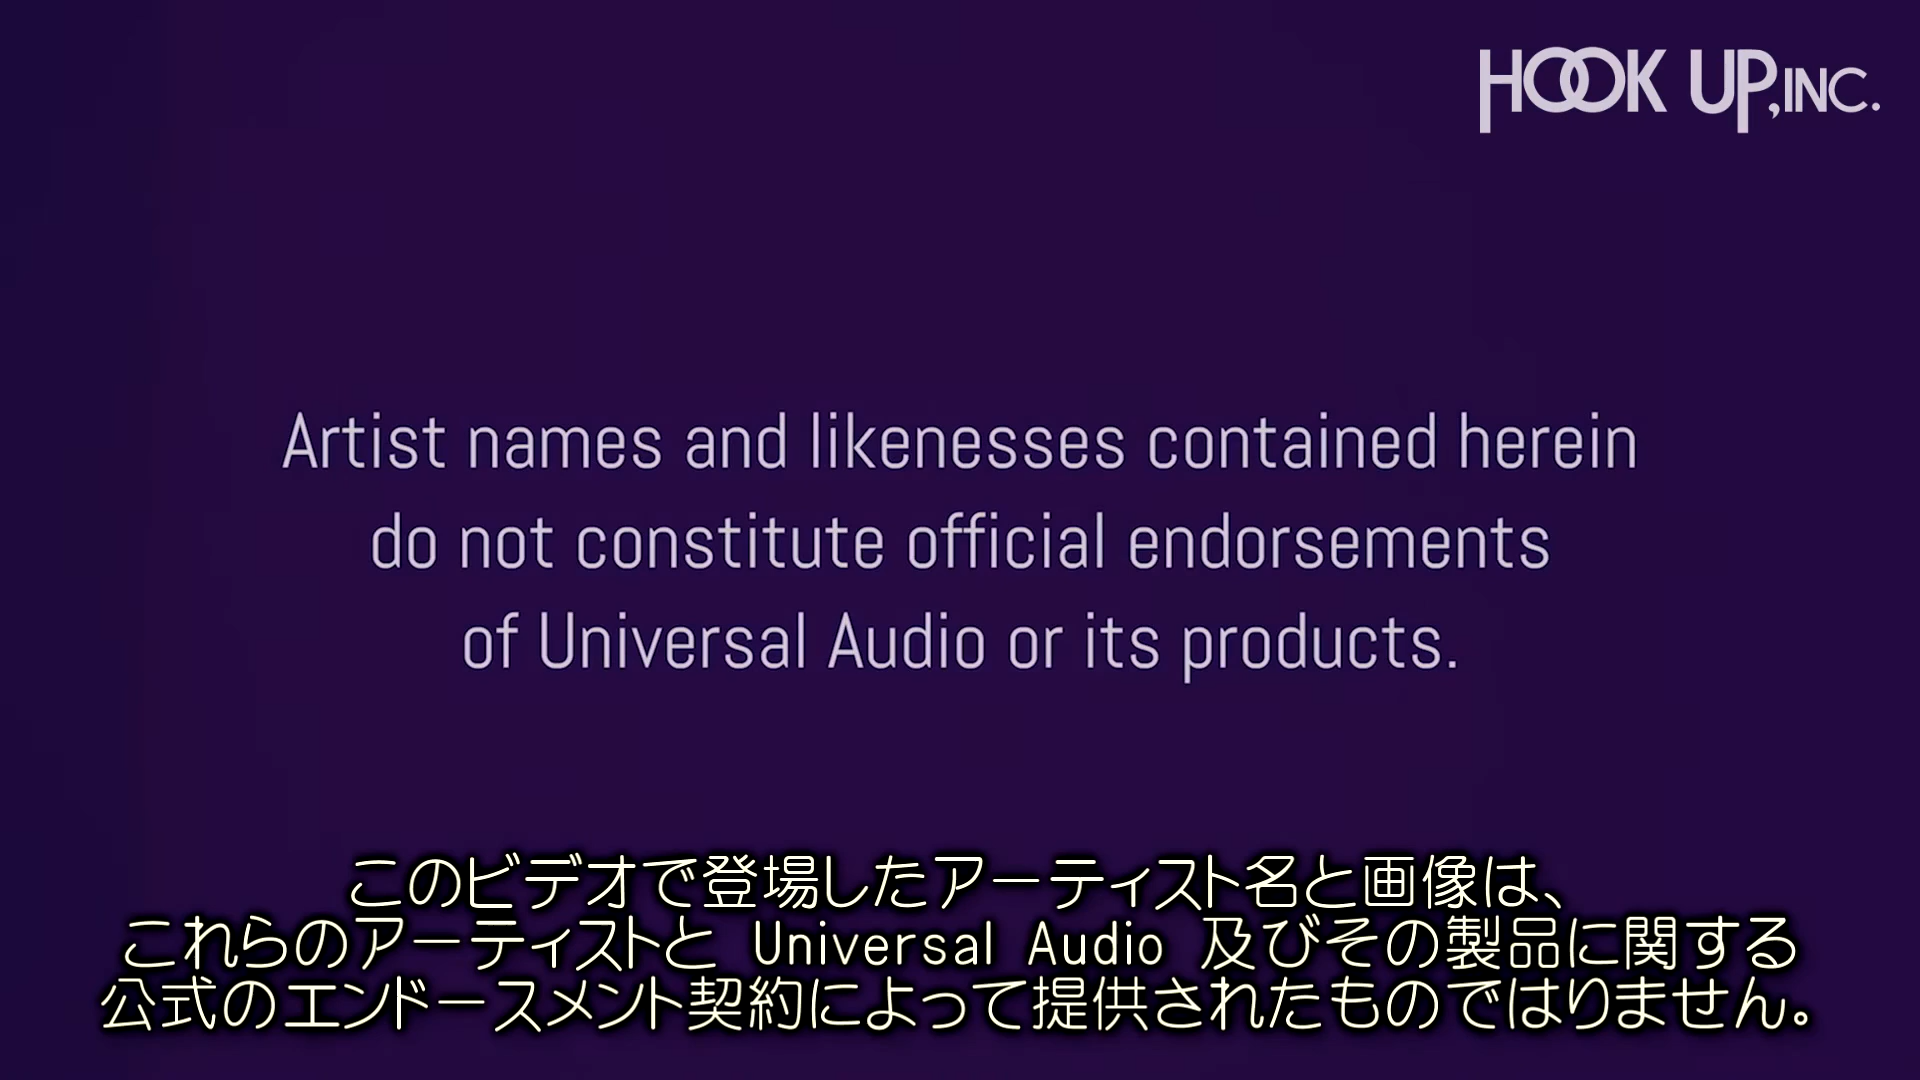 HOOK UP,INC.
Artist names and likenesses contained herein
do not constitute official endorsements
of Universal Audio or its products.
このビデオで登場したアーティスト名と画像は、
これらのアーティストと Universal Audio 及びその製品に関する
公式のエンドースメント契約によって提供されたものではりません。